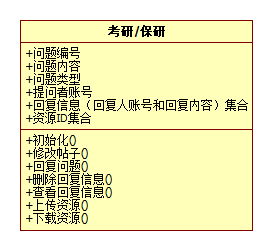 考研/保研
+问题编号
+问题内容
+问题类型
+提问者账号
+回复信息（回复人账号和回复内容）集合
+资源ID集合
+初始化()
+修改帖子()
+回复问题()
+删除回复信息()
+查看回复信息()
+上传资源()
+下载资源()